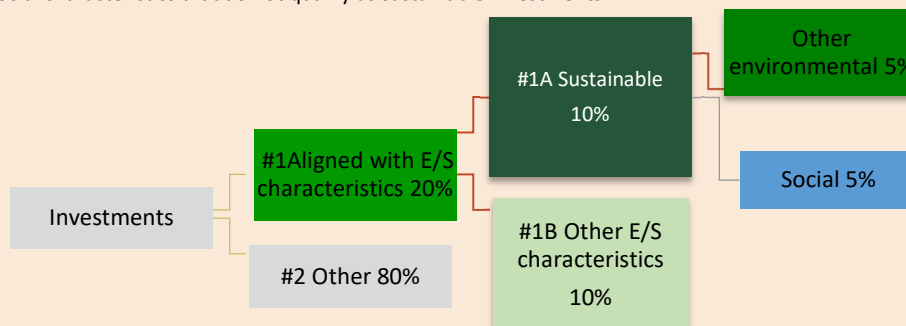 Other
environmental 5%
#1A Sustainable
10%
#1Aligned with E/S
characteristics 20%
Social 5%
Investments
#1B Other E/S
characteristics
10%
#2 Other 80%